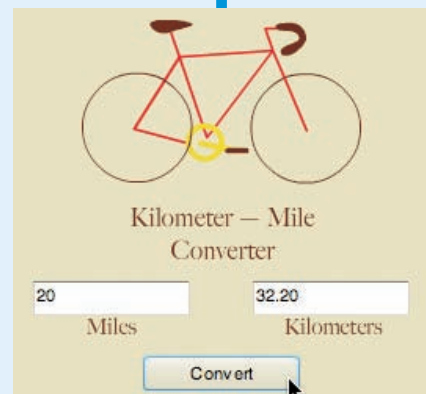 Kilometer — Mile
Converter
20
32.20
Miles
Kilometers
Convert